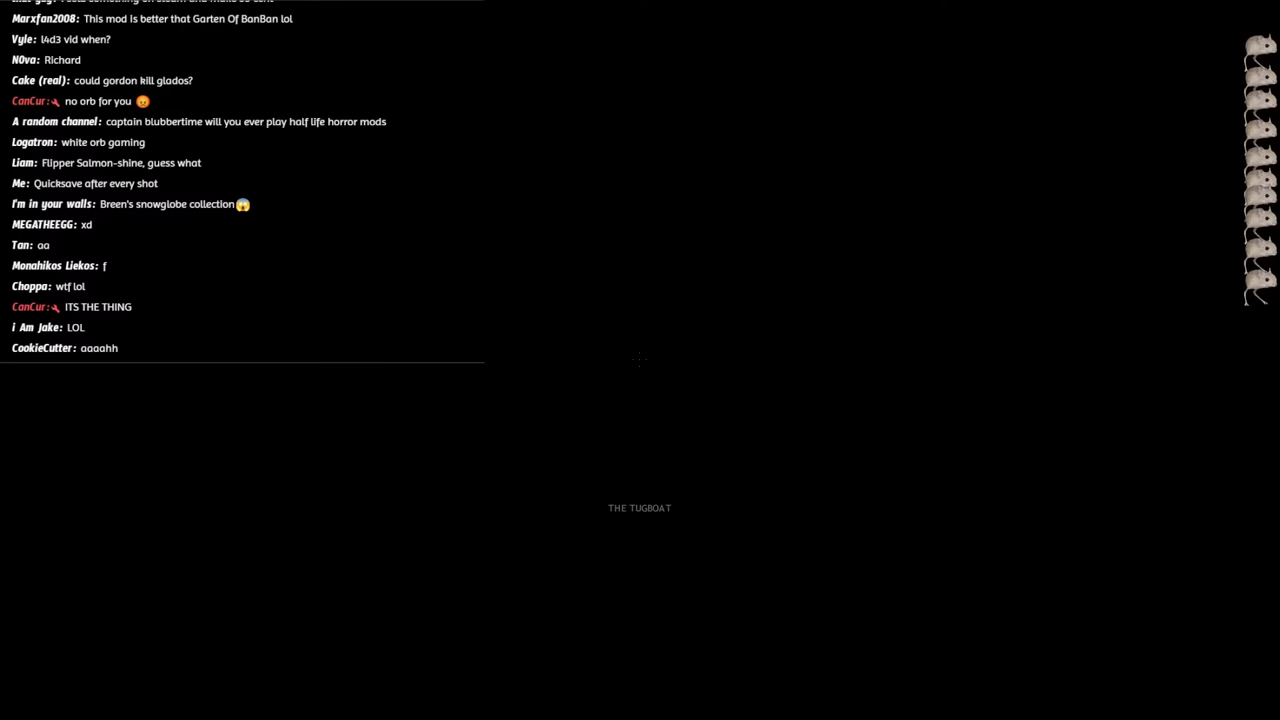 Marxfan2008: This mod is better that Garten Of BanBan lol
Vyle: l4d3 vid when?
N0va: Richard
Cake (real): could gordon kill glados?
CanCur: no orb for you 😡
A random channel: captain blubbertime will you ever play half life horror mods
Logatron: white orb gaming
Liam: Flipper Salmon-shine, guess what
Me: Quicksave after every shot
I'm in your walls: Breen's snowglobe collection😱
MEGATHEEGG: xd
Tan: aa
Monahikos Liekos: f
Choppa: wtf lol
CanCur: ITS THE THING
i Am Jake: LOL
CookieCutter: aaaahh
THE TUGBOAT